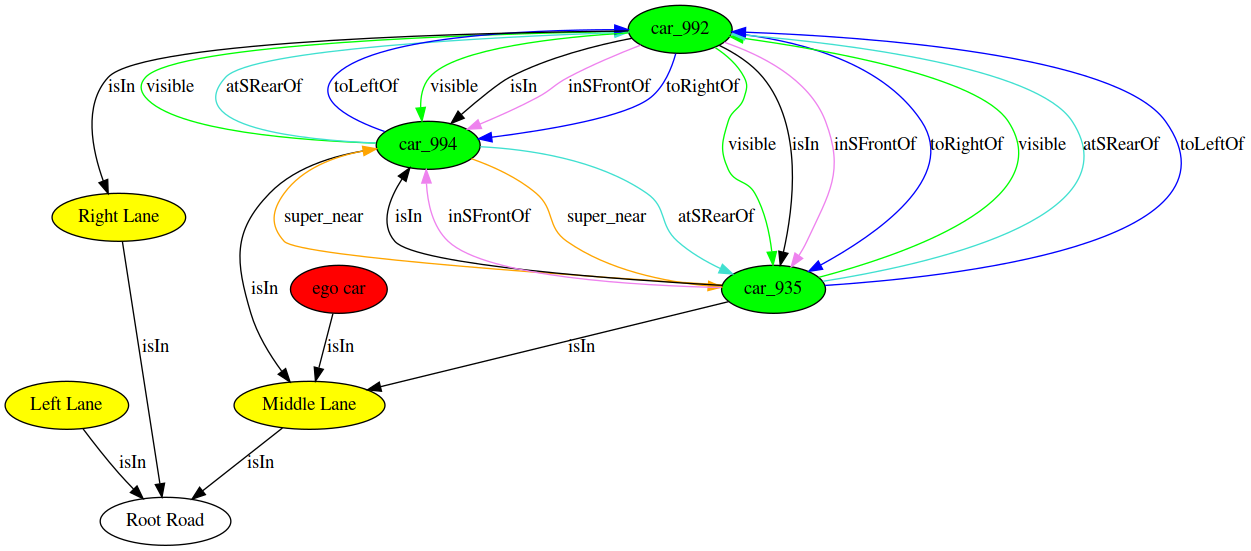 car_992
isIn
visible
atSRearOf
toLeftOf
visible
isIn
inSFrontOf
toRightOf
car_994
visible
isIn
inSFrontOf
toRightOf
visible
atSRearOf
toLeftOf
Right Lane
super_near
isIn
inSFrontOf
super_near
atSRearOf
isIn
ego car
car_935
isIn
isIn
isIn
Left Lane
Middle Lane
isIn
isIn
Root Road